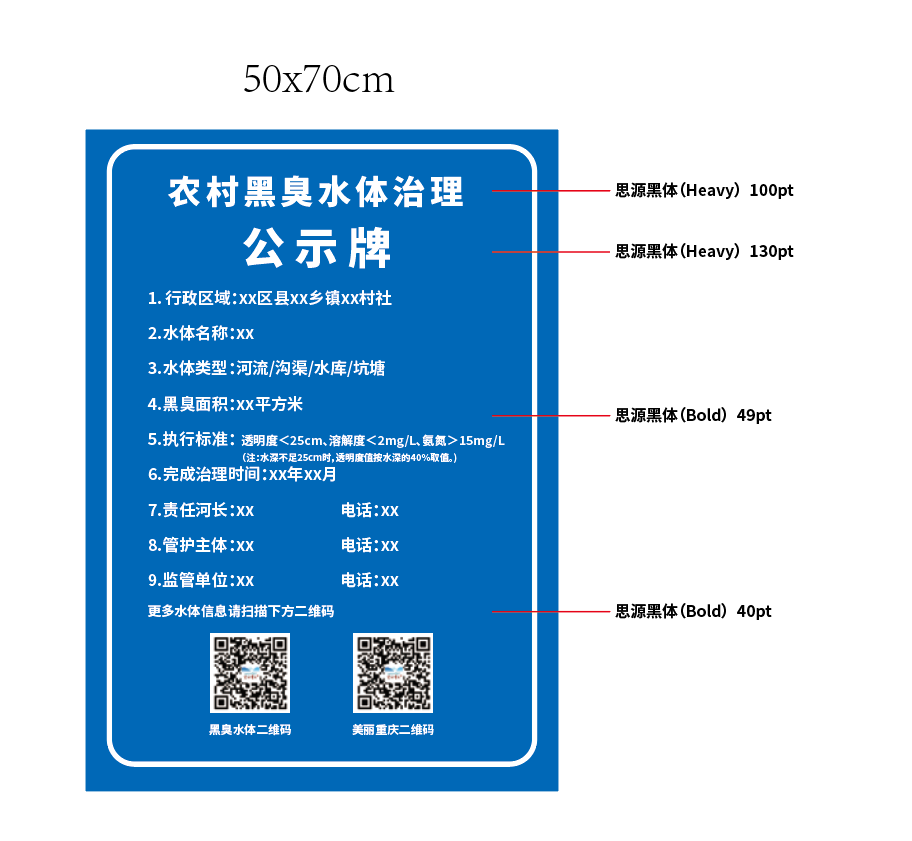 50x70cm
农村黑臭水体治理
思源黑体(Heavy) 100pt
公示牌
思源黑体(Heavy) 130pt
1. 行政区域:xx区县xx乡镇xx村社
2.水体名称:xx
3.水体类型:河流/沟渠/水库/坑塘
4.黑臭面积:xx平方米
思源黑体(Bold) 49pt
5.执行标准: 透明度<25cm、溶解度<2mg/L、氨氮>15mg/L
(注:水深不足25cm时,透明度值按水深的40%取值。)
6.完成治理时间:xx年xx月
7.责任河长:xx 电话:xx
8.管护主体:xx 电话:xx
9.监管单位:xx 电话:xx
更多水体信息请扫描下方二维码
思源黑体(Bold) 40pt
黑臭水体二维码 美丽重庆二维码